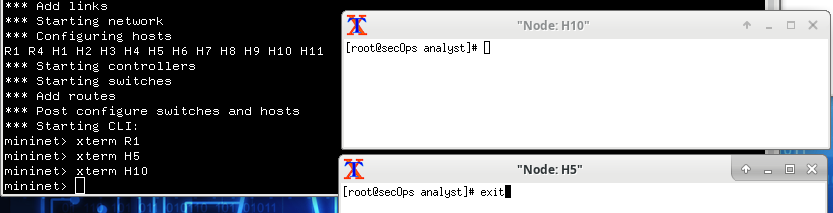 *** Add links
*** Starting network
*** Configuring hosts
R1 R4 H1 H2 H3 H4 H5 H6 H7 H8 H9 H10 H11
*** Starting controllers
*** Starting switches
*** Add routes
*** Post configure switches and hosts
*** Starting CLI:
mininet> xterm R1
mininet> xterm H5
mininet> xterm H10
mininet>
"Node: H10"
[root@secOps analyst]#
"Node: H5"
[root@secOps analyst]# exit